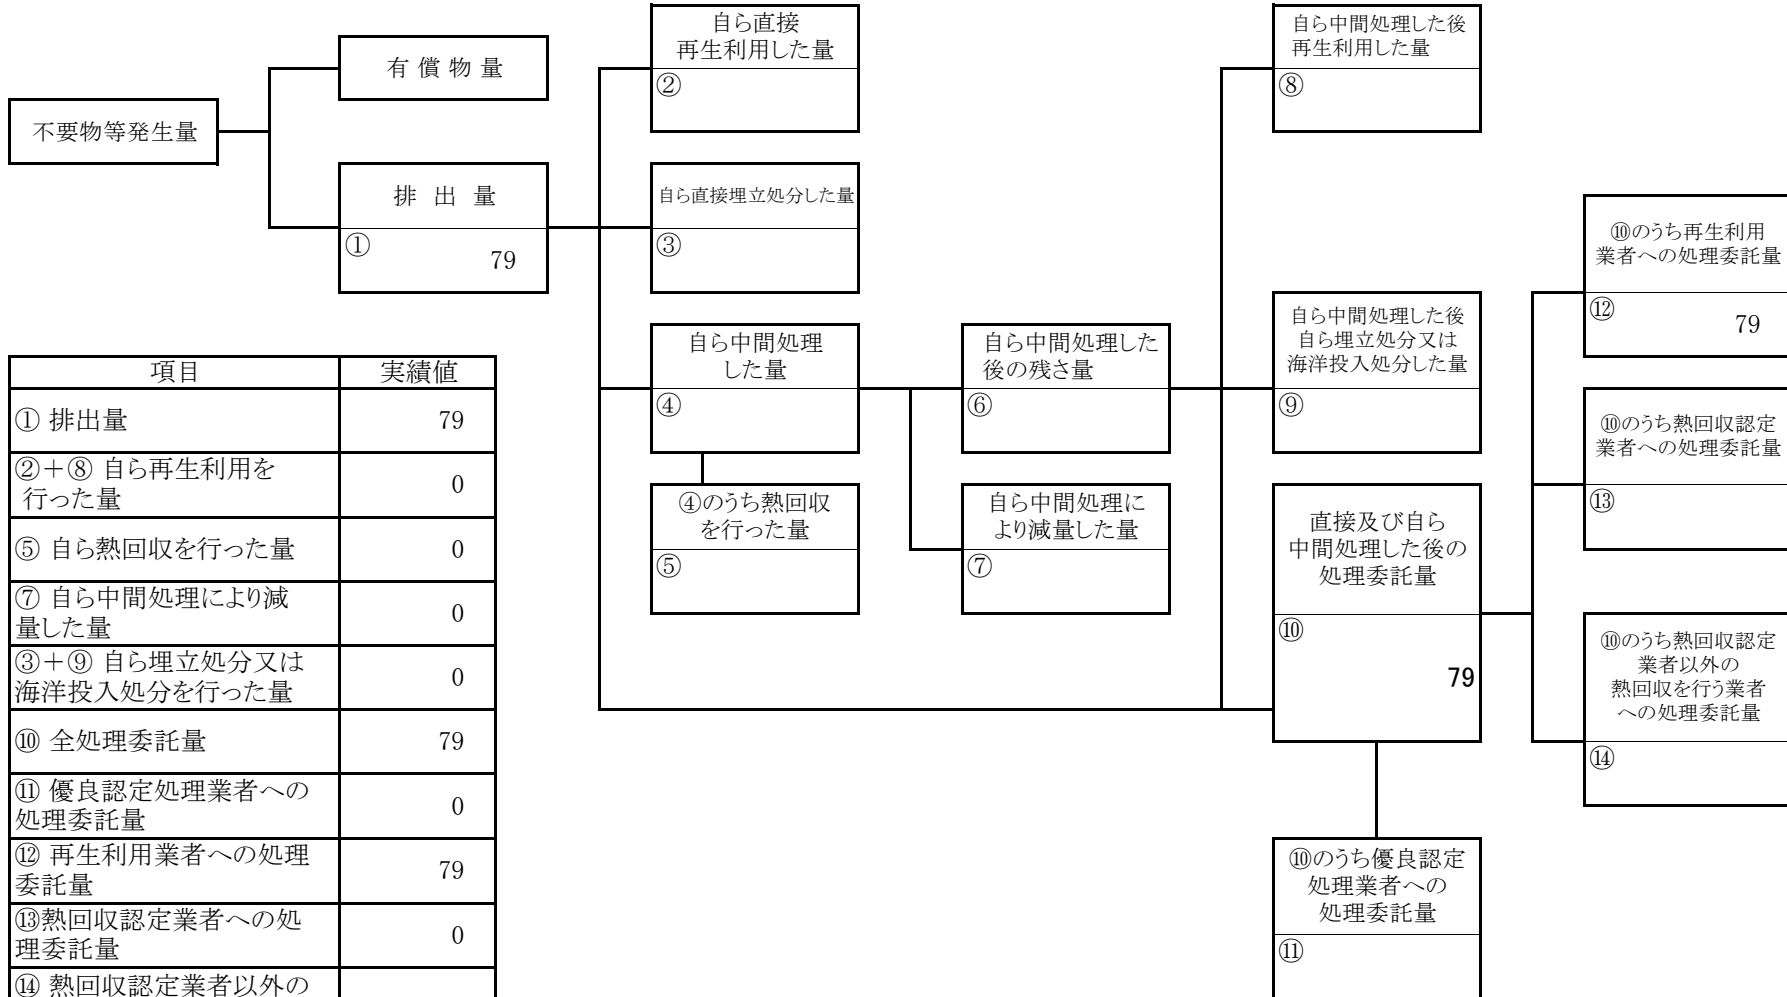 不要物等発生量
有 償 物 量
排 出 量
①
79
自ら直接
再生利用した量
②
自ら直接埋立処分した量
③
自ら中間処理
した量
④
④のうち熱回収
を行った量
⑤
自ら中間処理した
後の残さ量
⑥
自ら中間処理に
より減量した量
⑦
自ら中間処理した後
再生利用した量
⑧
自ら中間処理した後
自ら埋立処分又は
海洋投入処分した量
⑨
直接及び自ら
中間処理した後の
処理委託量
⑩
79
⑩のうち優良認定
処理業者への
処理委託量
⑪
⑩のうち再生利用
業者への処理委託量
⑫
79
⑩のうち熱回収認定
業者への処理委託量
⑬
⑩のうち熱回収認定
業者以外の
熱回収を行う業者
への処理委託量
⑭
項目 実績値
① 排出量 79
②＋⑧ 自ら再生利用を
行った量 0
⑤ 自ら熱回収を行った量 0
⑦ 自ら中間処理により減
量した量 0
③＋⑨ 自ら埋立処分又は
海洋投入処分を行った量 0
⑩ 全処理委託量 79
⑪ 優良認定処理業者への
処理委託量 0
⑫ 再生利用業者への処理
委託量 79
⑬熱回収認定業者への処
理委託量 0
⑭ 熱回収認定業者以外の